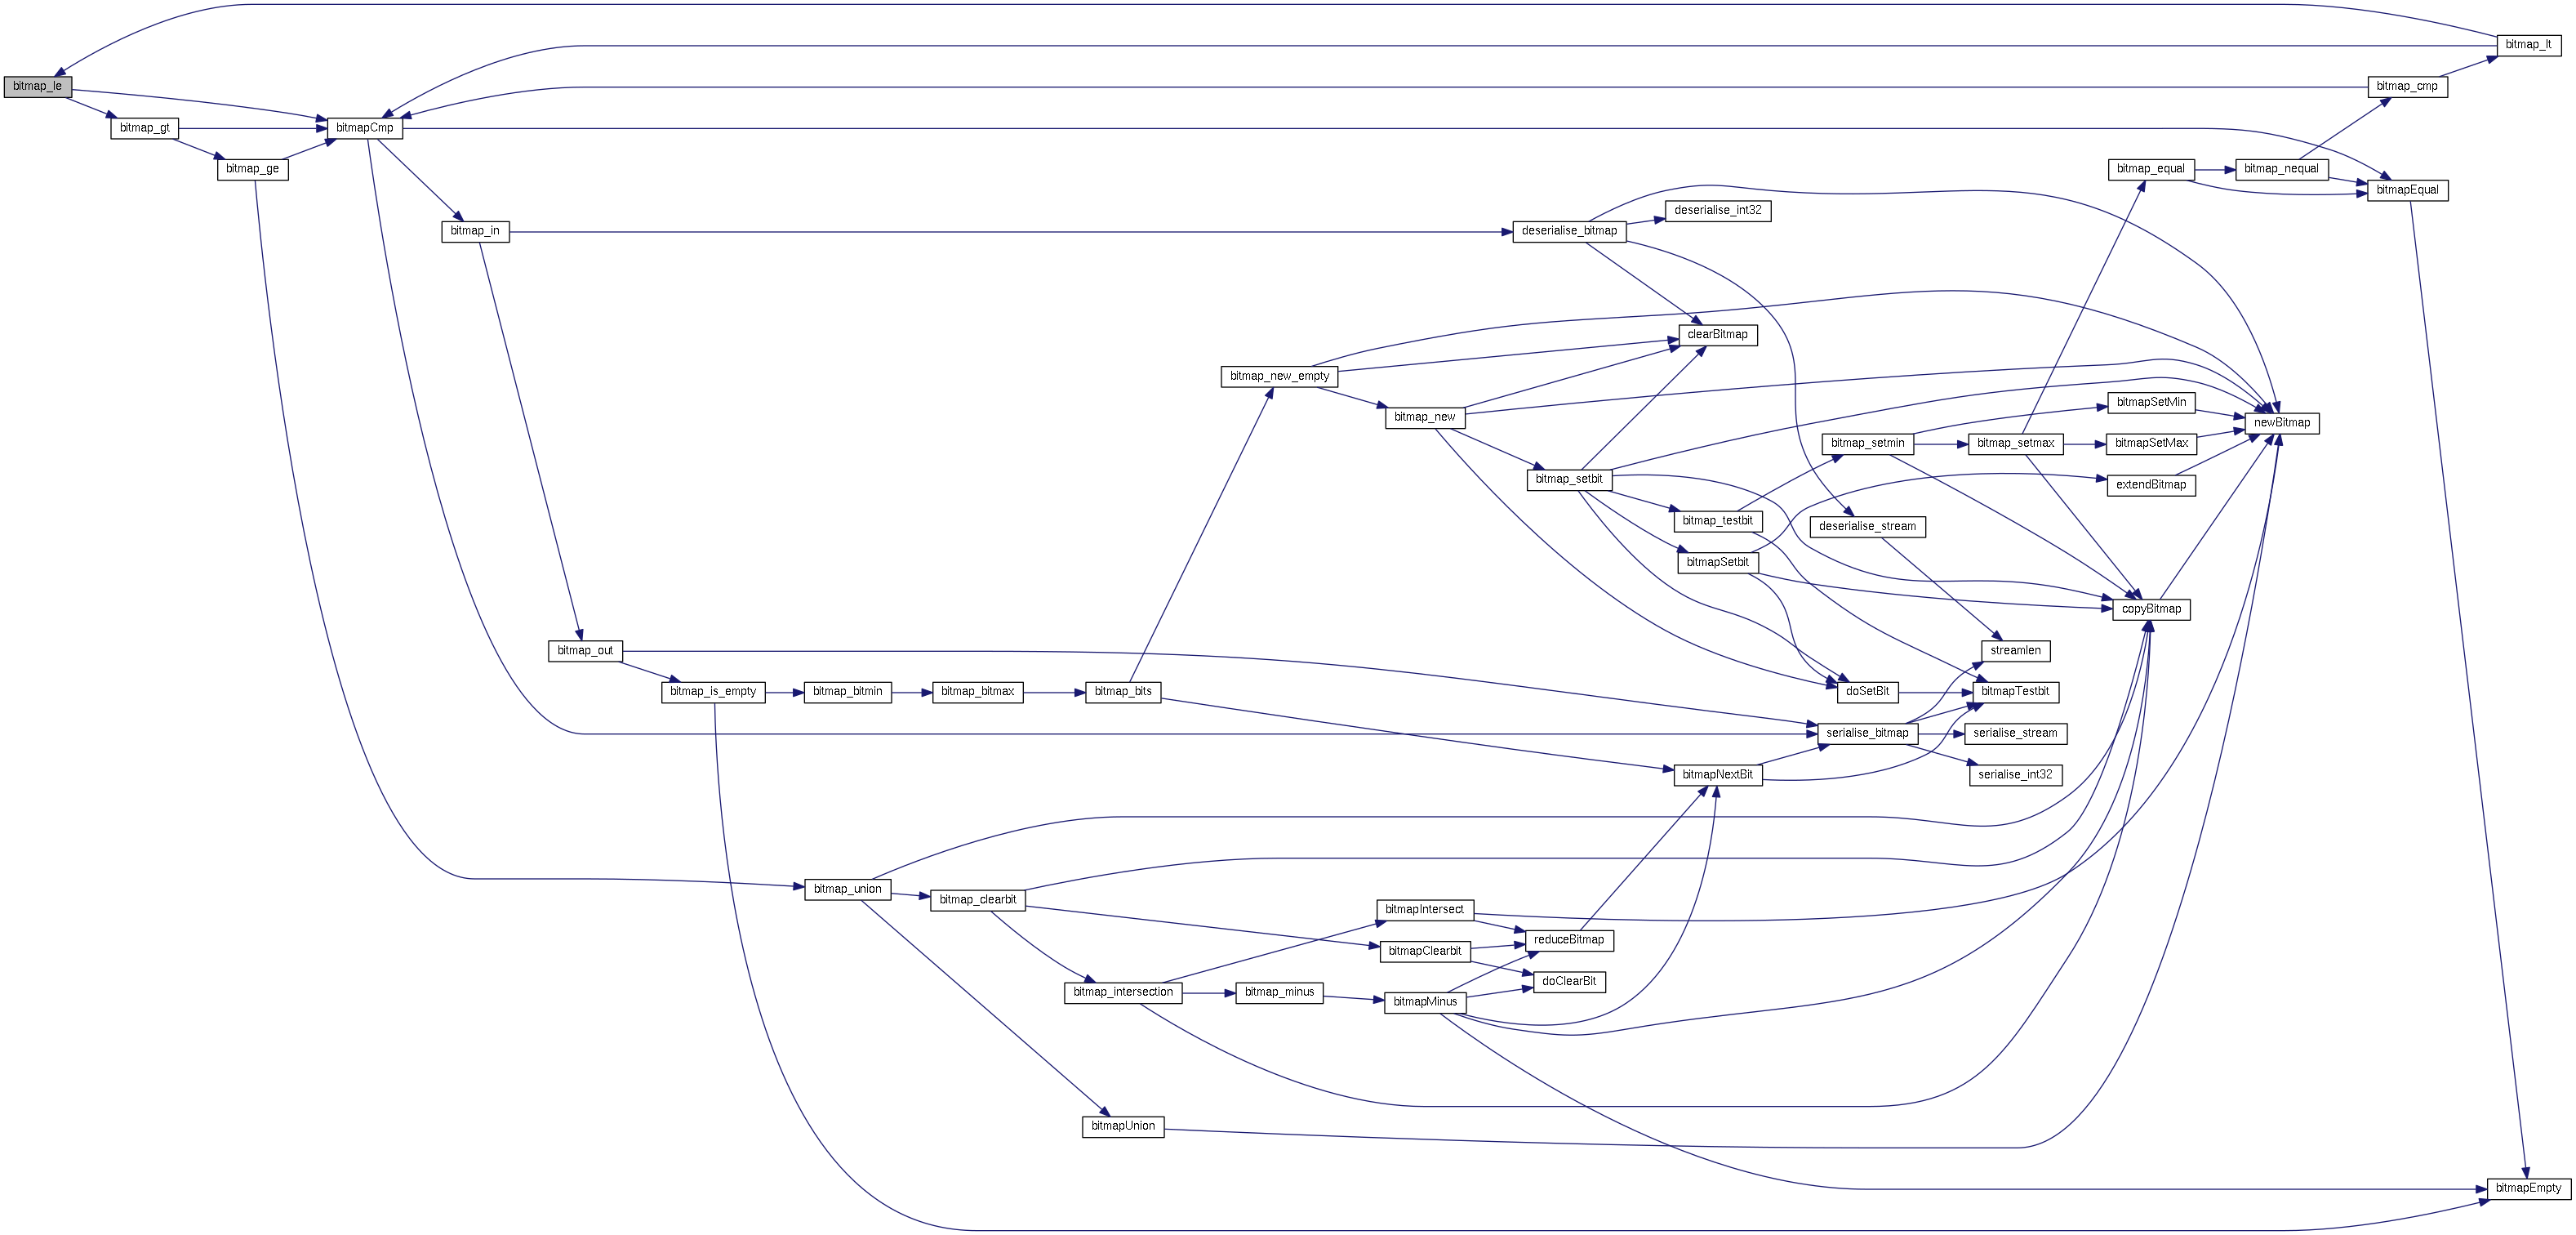 bitmap_le
bitmap_gt
bitmap_ge
bitmapCmp
bitmap_in
bitmap_out
bitmap_is_empty
bitmap_bitmin
bitmap_union
bitmap_bitmax
bitmap_clearbit
bitmap_bits
bitmap_intersection
bitmapUnion
bitmap_new_empty
bitmap_minus
bitmap_new
bitmapIntersect
bitmapClearbit
bitmapMinus
deserialise_bitmap
bitmap_setbit
reduceBitmap
doClearBit
deserialise_int32
clearBitmap
bitmap_testbit
bitmapSetbit
bitmapNextBit
bitmap_setmin
deserialise_stream
doSetBit
serialise_bitmap
bitmap_setmax
streamlen
bitmapTestbit
serialise_stream
serialise_int32
bitmap_equal
bitmapSetMin
bitmapSetMax
extendBitmap
copyBitmap
bitmap_nequal
newBitmap
bitmap_cmp
bitmapEqual
bitmap_lt
bitmapEmpty